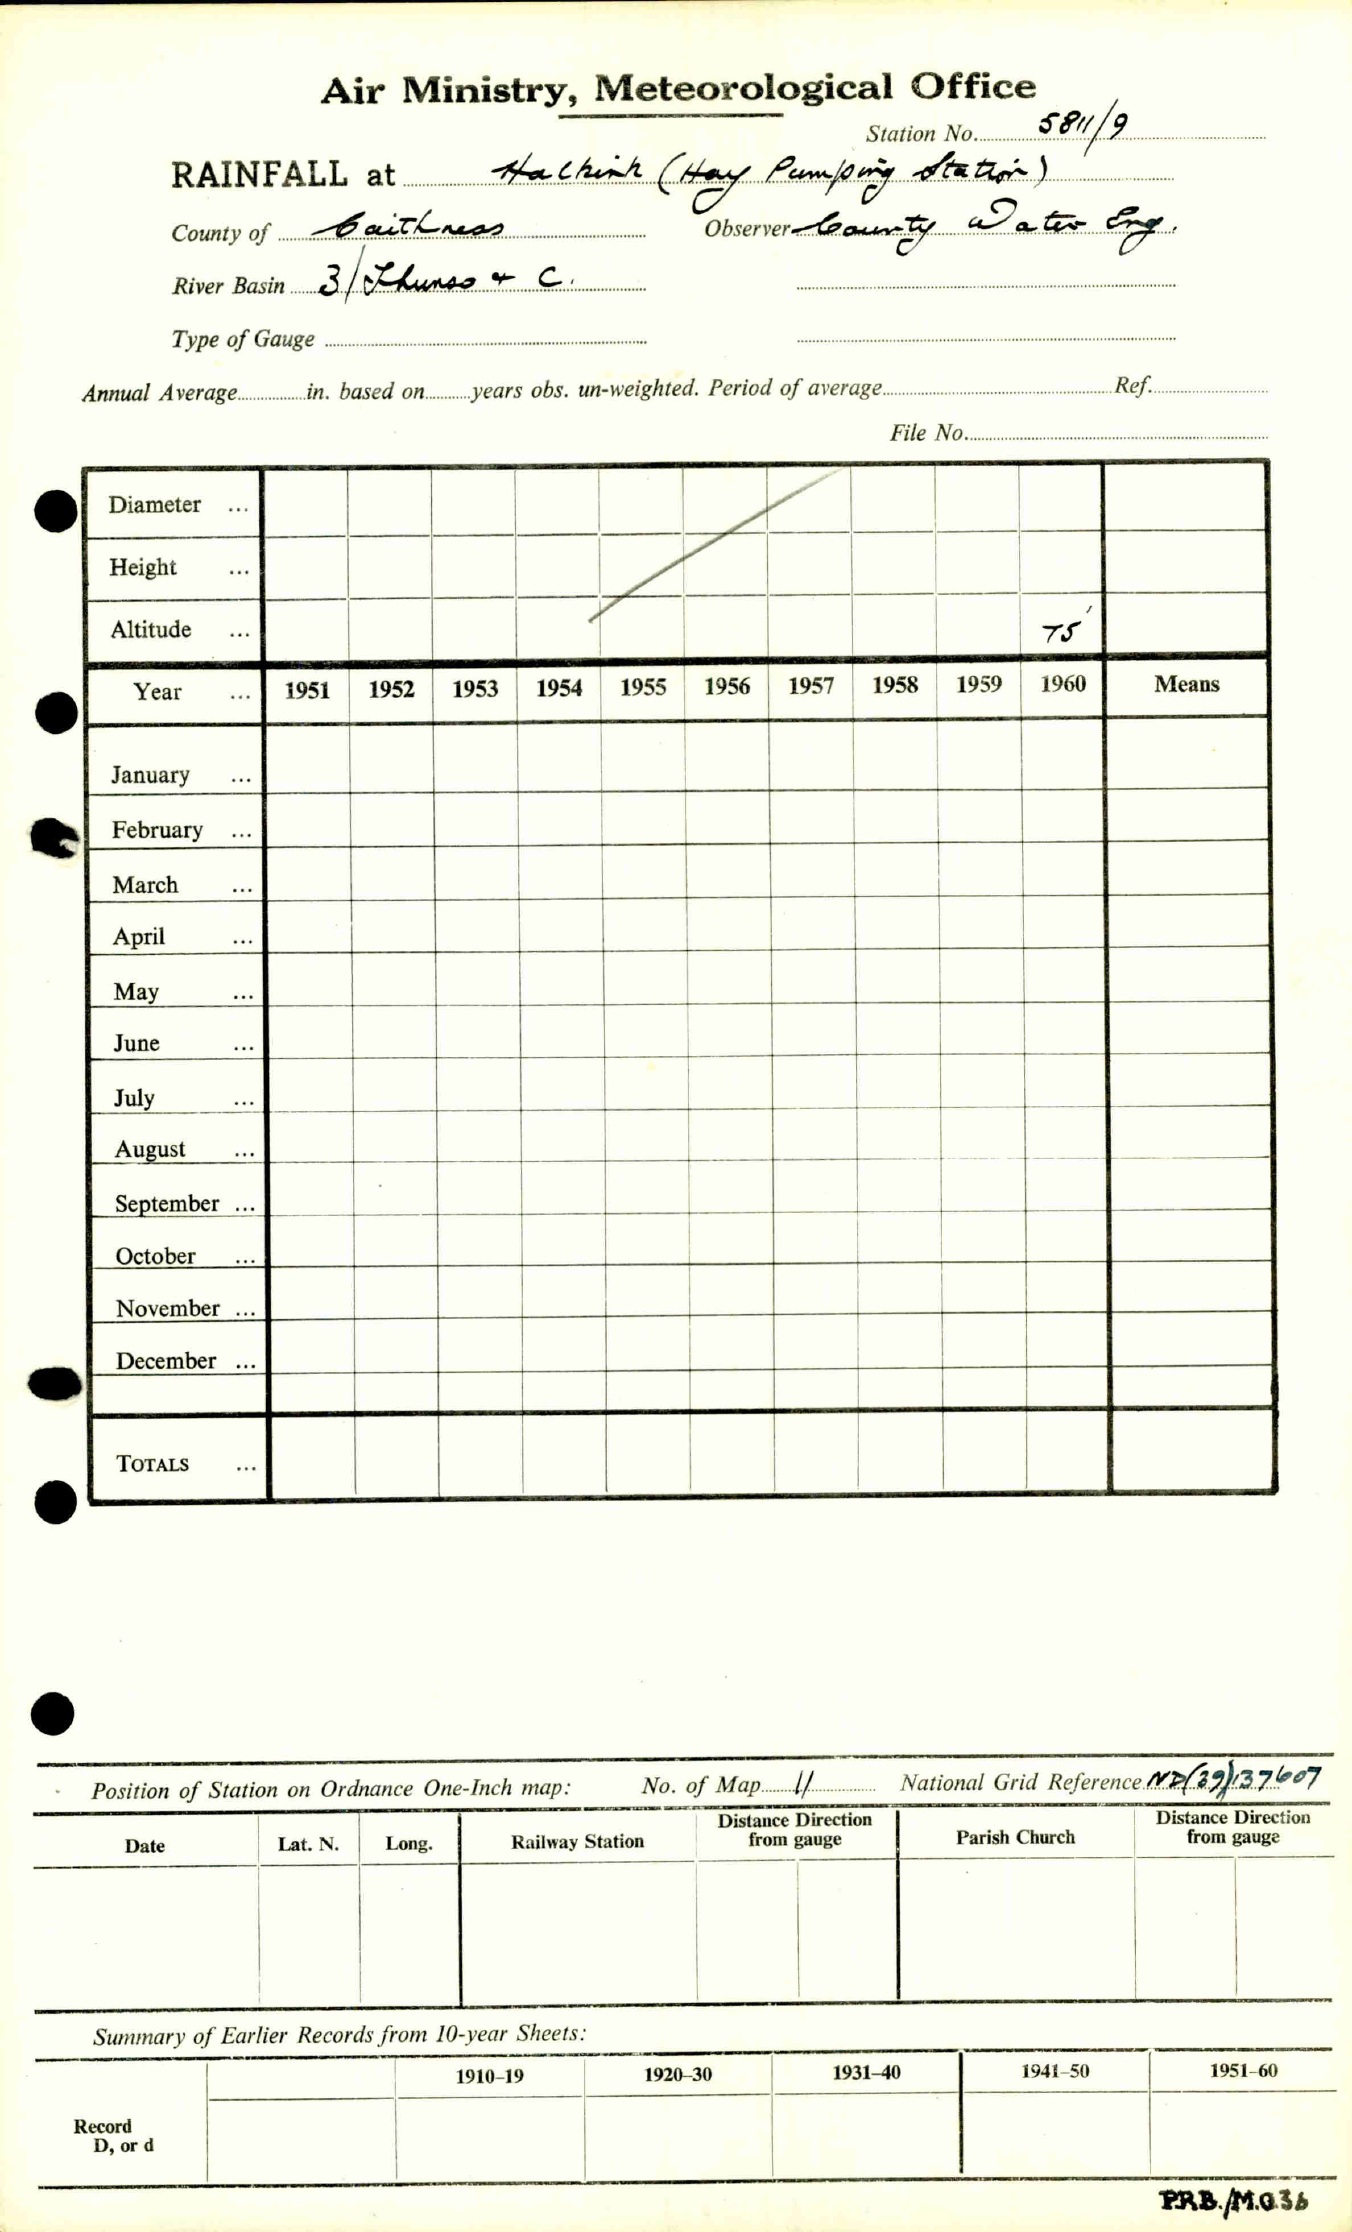 Air Ministry, Meteorological Office
Station No. 5811/9
RAINFALL at Halkirk (Hoy Pumping Station)
County of Caithness Observer County Water Eng.
River Basin 3/Thurso & C.
Type of Gauge
Annual Average in. based on years obs. un-weighted. Period of average Ref.
File No.
Diameter ...
Height ...
Altitude ... 75'
Year ... 1951 1952 1953 1954 1955 1956 1957 1958 1959 1960 Means
January ...
February ...
March ...
April ...
May ...
June ...
July ...
August ...
September ...
October ...
November ...
December ...
TOTALS ...
Position of Station on Ordnance One-Inch map: No. of Map 11 National Grid Reference ND(39)137607
Date Lat. N. Long. Railway Station Distance Direction from gauge Parish Church Distance Direction from gauge
Summary of Earlier Records from 10-year Sheets:
1910–19 1920–30 1931–40 1941–50 1951–60
Record
D, or d
P.R.B./M.O.36